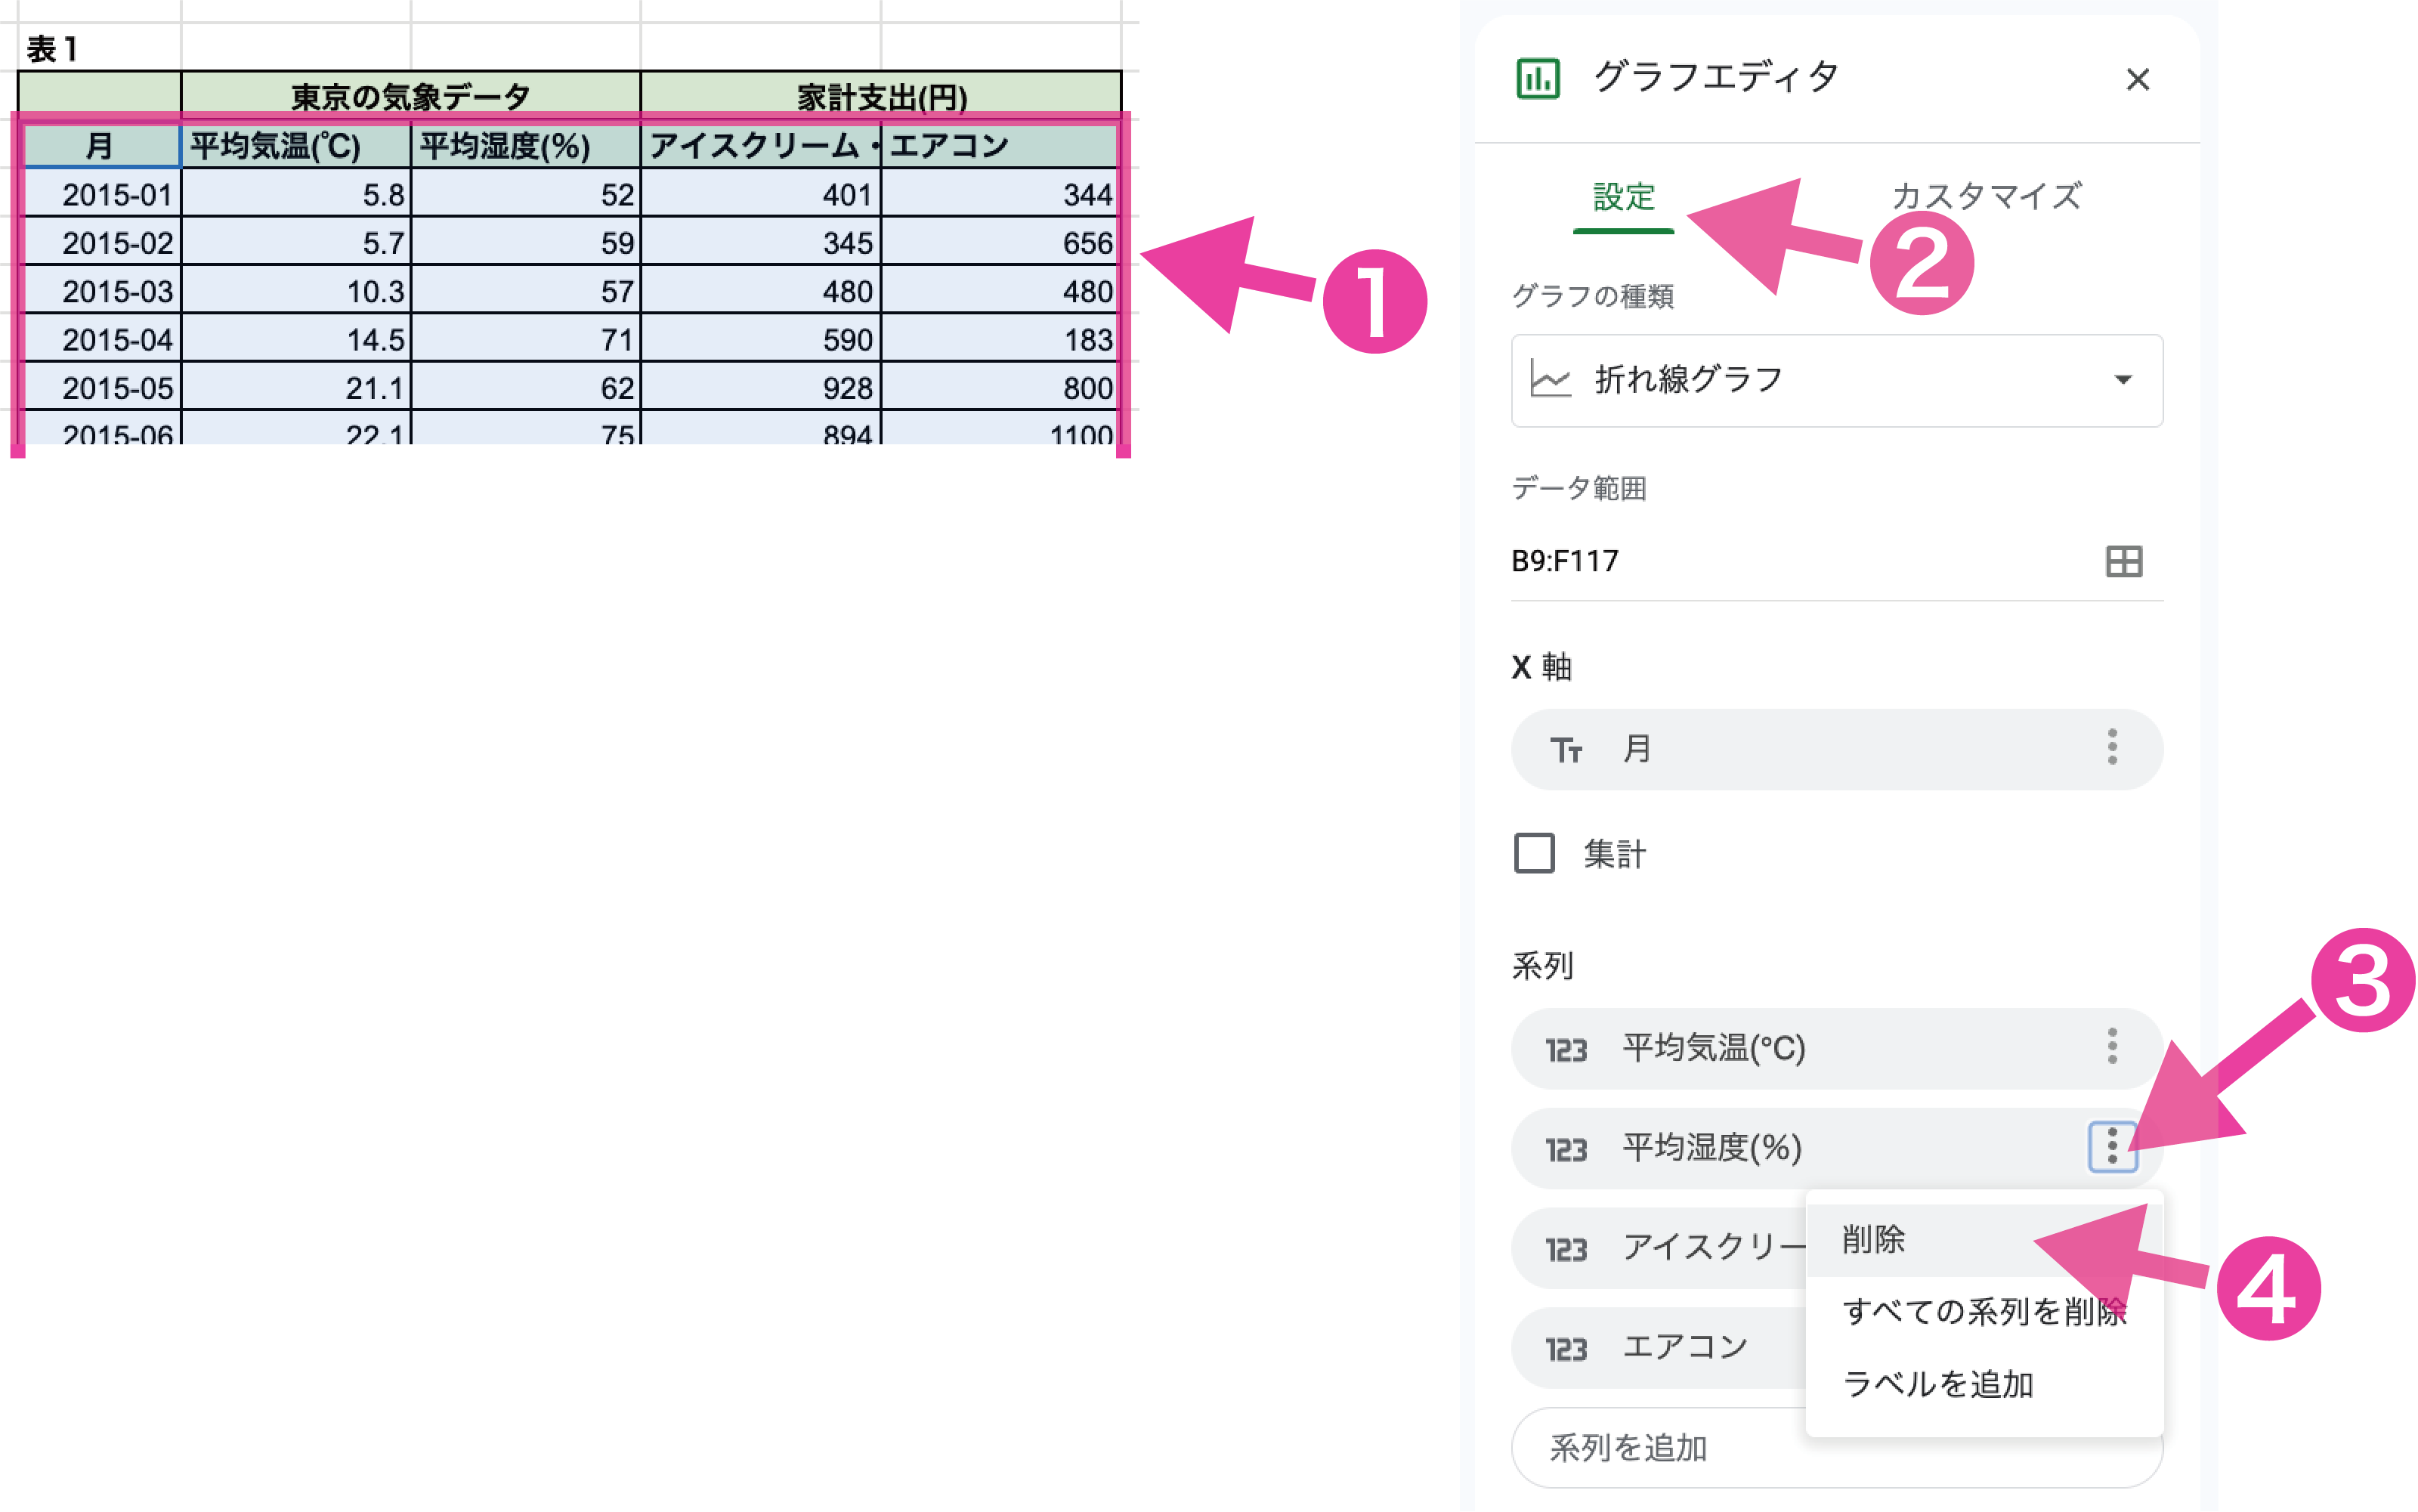 表1
東京の気象データ 家計支出(円)
月 平均気温(℃) 平均湿度(%) アイスクリーム・ エアコン
2015-01 5.8 52 401 344
2015-02 5.7 59 345 656
2015-03 10.3 57 480 480
2015-04 14.5 71 590 183
2015-05 21.1 62 928 800
2015-06 22.1 75 894 1100
1
グラフエディタ
設定 カスタマイズ
2
グラフの種類
折れ線グラフ
データ範囲
B9:F117
X 軸
Tт 月
集計
系列
3
123 平均気温(°C)
123 平均湿度(%)
123 アイスクリー
削除
4
すべての系列を削除
123 エアコン
ラベルを追加
系列を追加